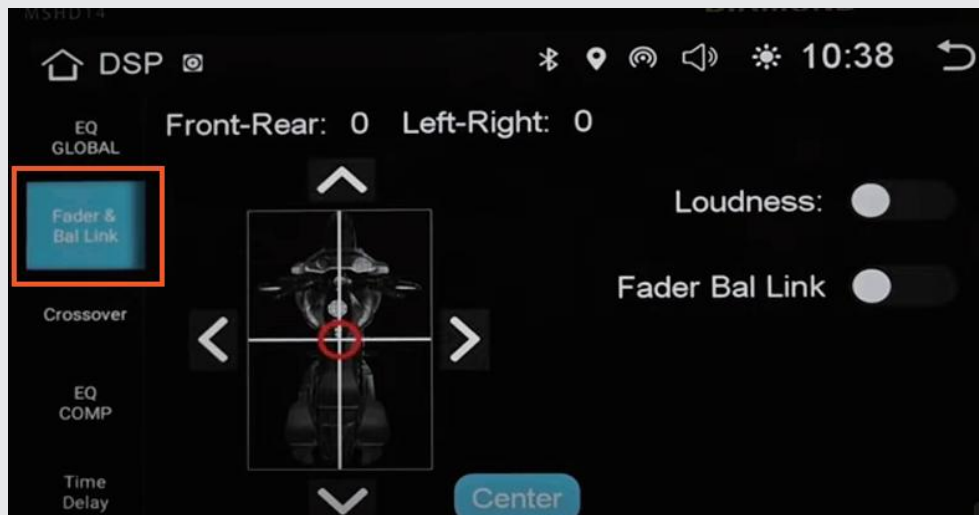 MSHD14
DSP
10:38
EQ
GLOBAL
Front-Rear: 0 Left-Right: 0
Fader &
Bal Link
Loudness:
Fader Bal Link
Crossover
EQ
COMP
Time
Delay
Center